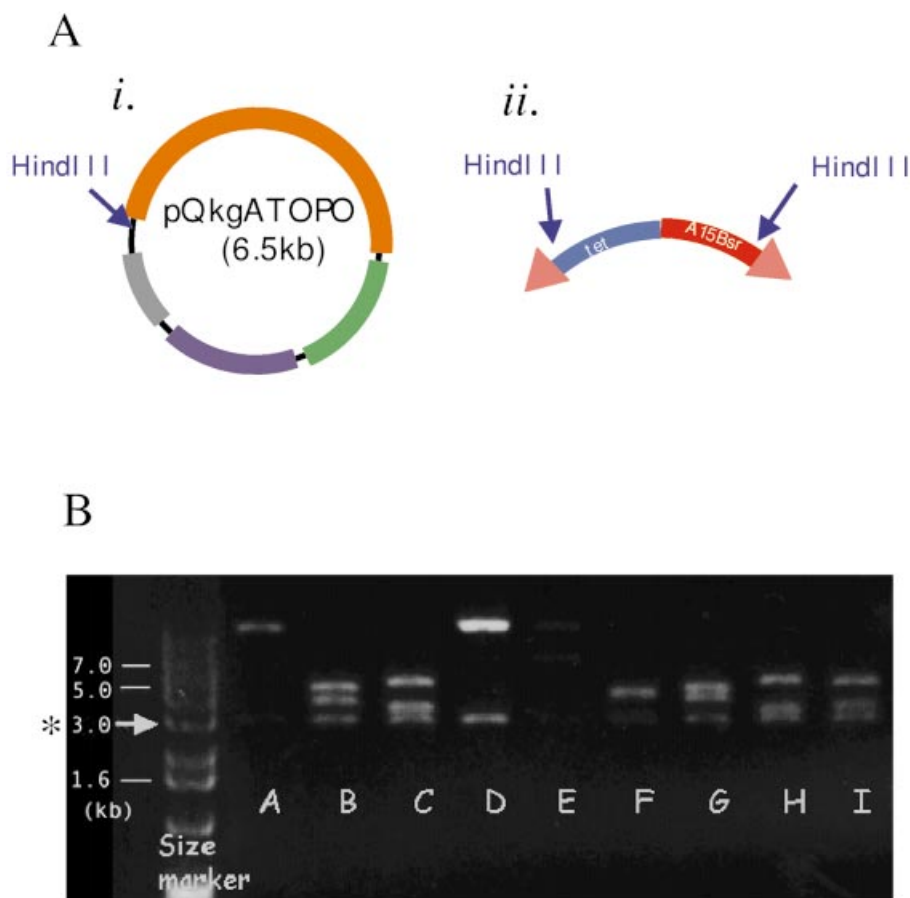 A
i.
ii.
HindIII
HindIII
HindIII
pQkgATOPO
(6.5kb)
tet
A15Bsr
B
7.0
5.0
* 3.0
1.6
(kb)
A B C D E F G H I
Size
marker